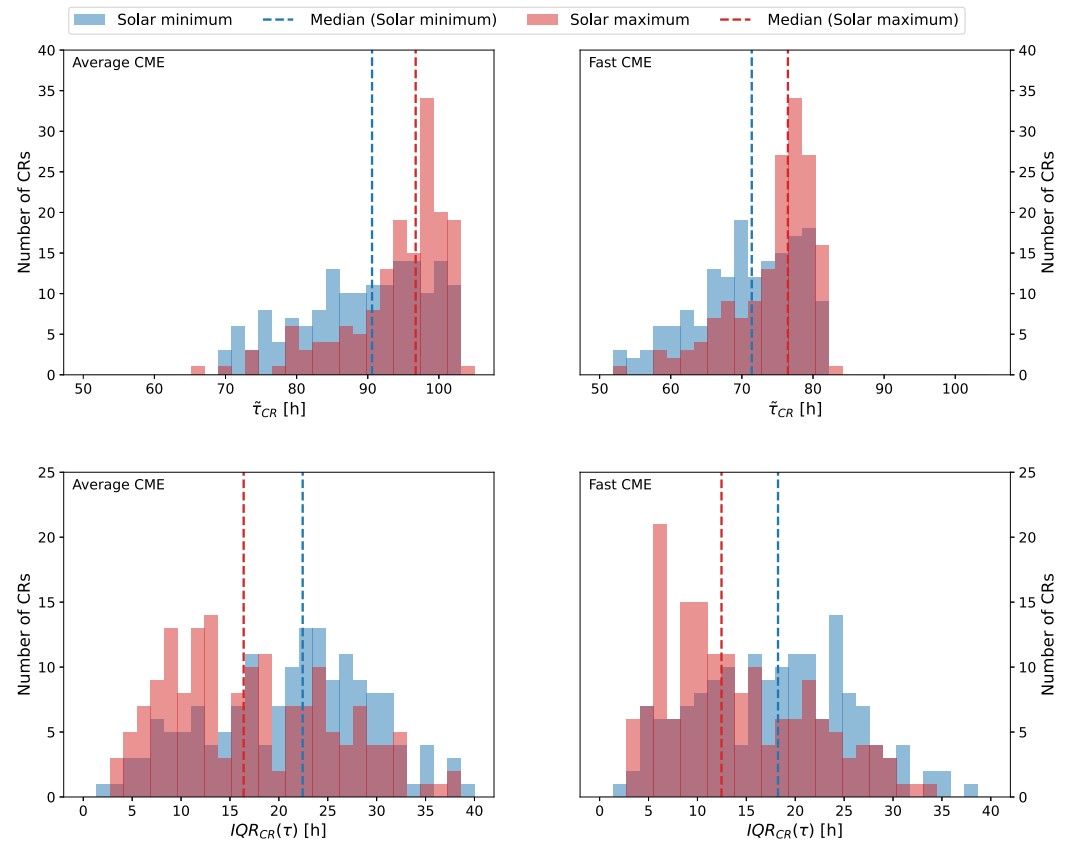 Solar minimum Median (Solar minimum) Solar maximum Median (Solar maximum)
Average CME
Number of CRs
40
35
30
25
20
15
10
5
0
50 60 70 80 90 100
τ̃CR [h]
Fast CME
Number of CRs
40
35
30
25
20
15
10
5
0
50 60 70 80 90 100
τ̃CR [h]
Average CME
Number of CRs
25
20
15
10
5
0
0 5 10 15 20 25 30 35 40
IQRCR(τ) [h]
Fast CME
Number of CRs
25
20
15
10
5
0
0 5 10 15 20 25 30 35 40
IQRCR(τ) [h]